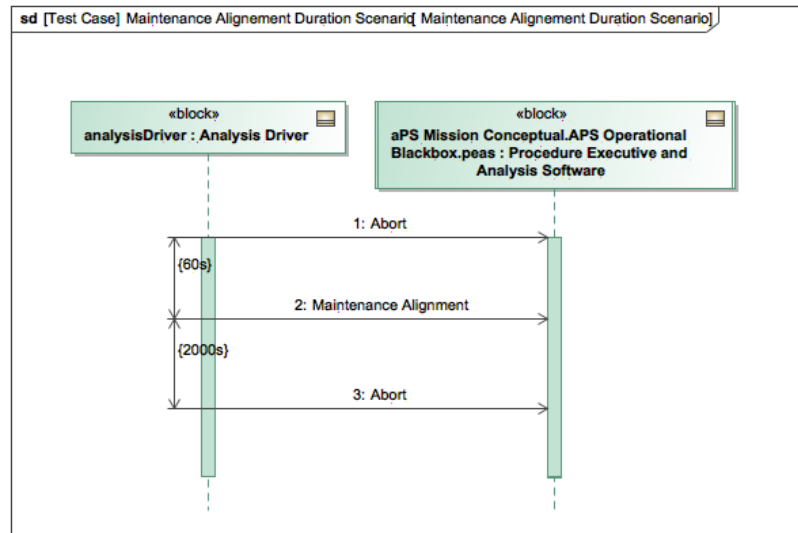 sd [Test Case] Maintenance Alignement Duration Scenario[ Maintenance Alignement Duration Scenario]
«block»
analysisDriver : Analysis Driver
«block»
aPS Mission Conceptual.APS Operational
Blackbox.peas : Procedure Executive and
Analysis Software
1: Abort
{60s}
2: Maintenance Alignment
{2000s}
3: Abort